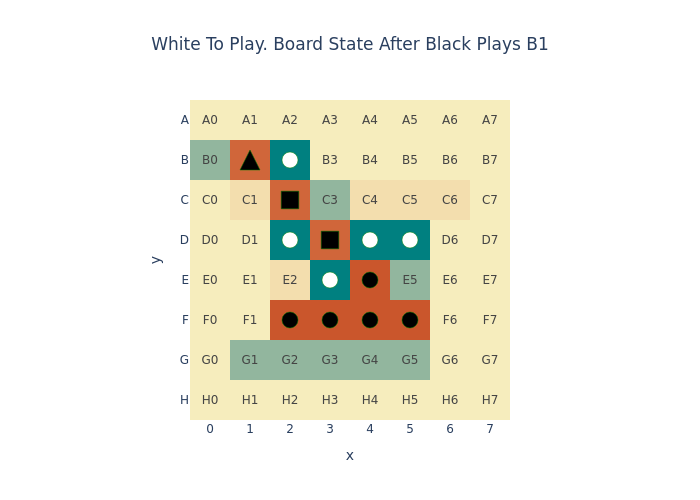 White To Play. Board State After Black Plays B1
A A0 A1 A2 A3 A4 A5 A6 A7
B B0 B3 B4 B5 B6 B7
C C0 C1 C3 C4 C5 C6 C7
D D0 D1 D6 D7
y
E E0 E1 E2 E5 E6 E7
F F0 F1 F6 F7
G G0 G1 G2 G3 G4 G5 G6 G7
H H0 H1 H2 H3 H4 H5 H6 H7
0 1 2 3 4 5 6 7
x